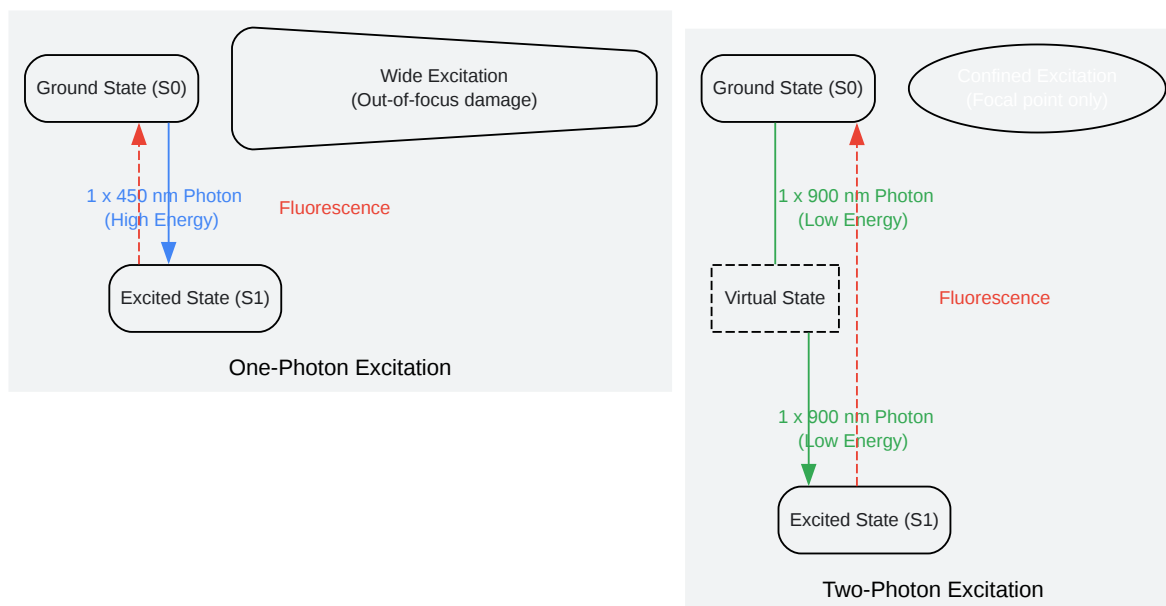 Ground State (S0)
Wide Excitation
(Out-of-focus damage)
1 x 450 nm Photon
(High Energy)
Fluorescence
Excited State (S1)
One-Photon Excitation
Ground State (S0)
Confined Excitation
(Focal point only)
1 x 900 nm Photon
(Low Energy)
Virtual State
Fluorescence
1 x 900 nm Photon
(Low Energy)
Excited State (S1)
Two-Photon Excitation